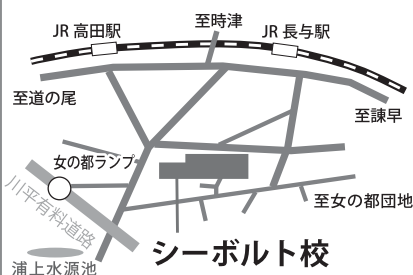 至時津
JR 高田駅
JR 長与駅
至道の尾
至諫早
女の都ランプ
川平有料道路
至女の都団地
シーボルト校
浦上水源池